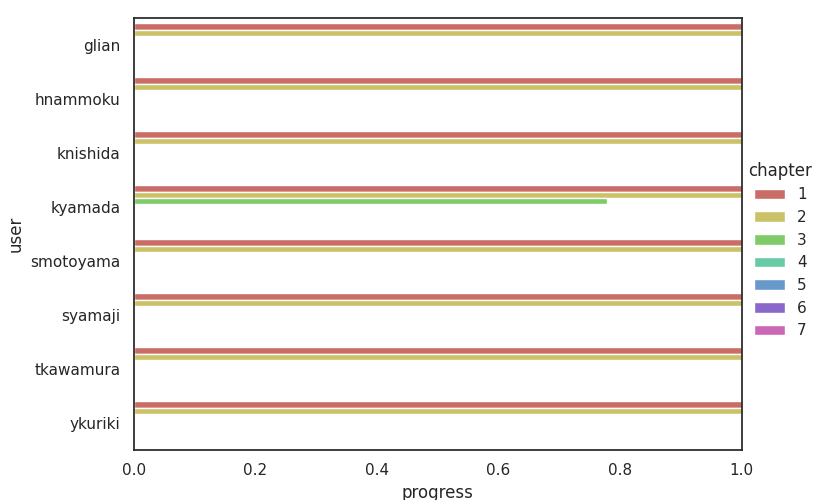 glian
hnammoku
knishida
kyamada
smotoyama
syamaji
tkawamura
ykuriki
user
0.0 0.2 0.4 0.6 0.8 1.0
progress
chapter
1
2
3
4
5
6
7